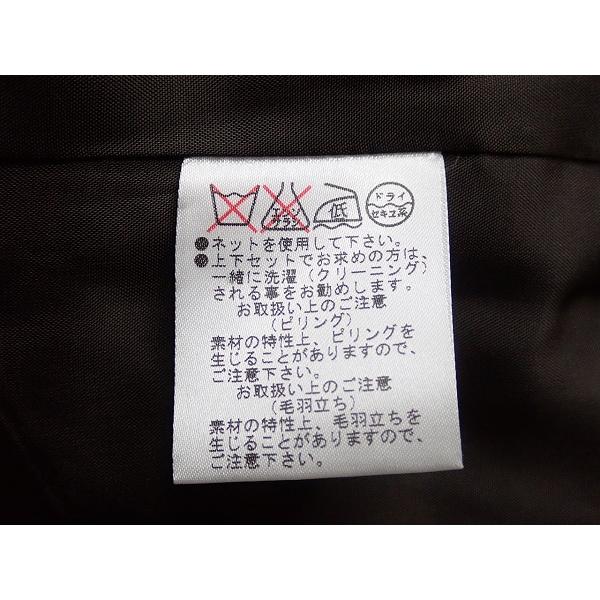 エンソ
サラシ
低
ドライ
セキユ系
●ネットを使用して下さい。
●上下セットでお求めの方は、
一緒に洗濯(クリーニング)
される事をお勧めします。
お取扱い上のご注意
(ピリング)
素材の特性上、ピリングを
生じることがありますので、
ご注意下さい。
お取扱い上のご注意
(毛羽立ち)
素材の特性上、毛羽立ちを
生じることがありますので、
ご注意下さい。